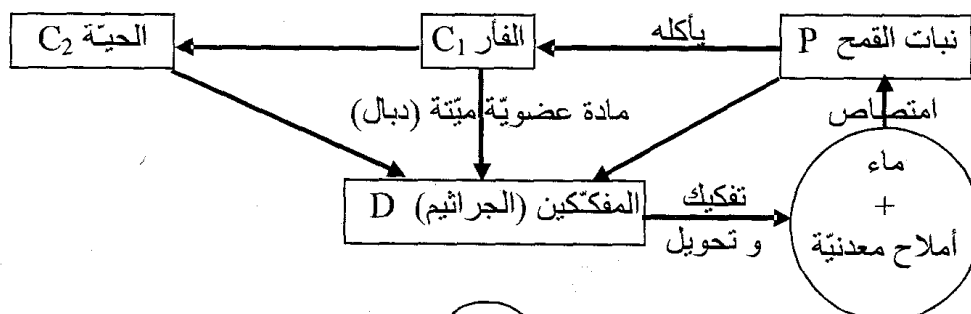 نبات القمح P
يأكله
الفأر C₁
الحيّة C₂
مادة عضويّة ميّتة (دبال)
امتصاص
ماء
+
أملاح معدنيّة
المفكّكين (الجراثيم) D
تفكيك
و تحويل